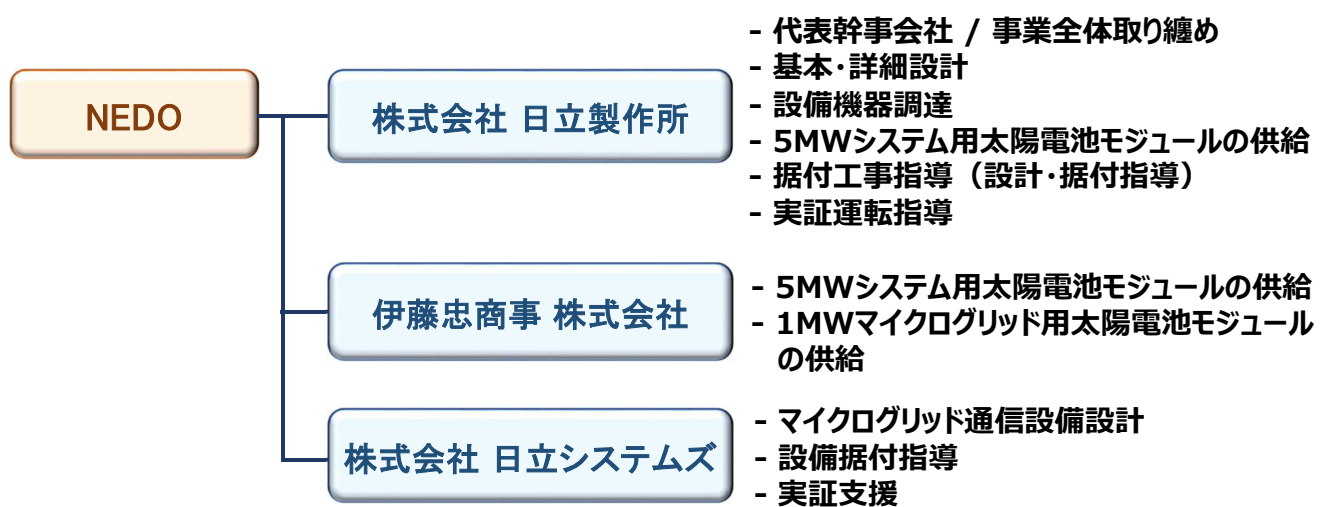 NEDO
株式会社 日立製作所
- 代表幹事会社 / 事業全体取り纏め
- 基本・詳細設計
- 設備機器調達
- 5MWシステム用太陽電池モジュールの供給
- 据付工事指導（設計・据付指導）
- 実証運転指導
伊藤忠商事 株式会社
- 5MWシステム用太陽電池モジュールの供給
- 1MWマイクログリッド用太陽電池モジュール
の供給
株式会社 日立システムズ
- マイクログリッド通信設備設計
- 設備据付指導
- 実証支援